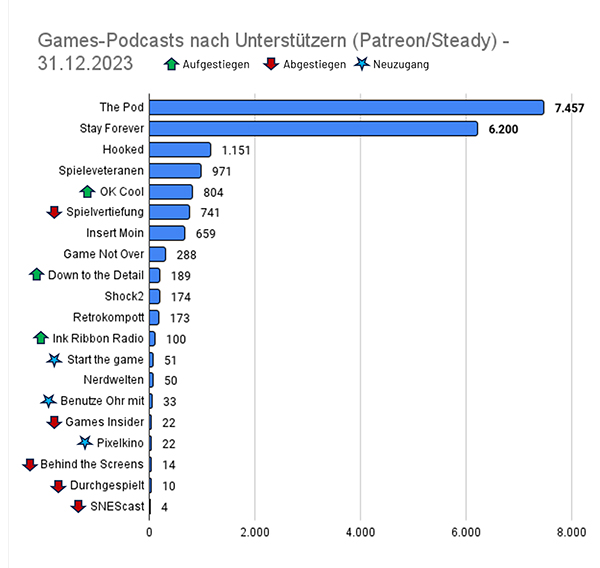 Games-Podcasts nach Unterstützern (Patreon/Steady) -
31.12.2023 Aufgestiegen Abgestiegen Neuzugang
The Pod 7.457
Stay Forever 6.200
Hooked 1.151
Spieleveteranen 971
OK Cool 804
Spielvertiefung 741
Insert Moin 659
Game Not Over 288
Down to the Detail 189
Shock2 174
Retrokompott 173
Ink Ribbon Radio 100
Start the game 51
Nerdwelten 50
Benutze Ohr mit 33
Games Insider 22
Pixelkino 22
Behind the Screens 14
Durchgespielt 10
SNEScast 4
0 2.000 4.000 6.000 8.000